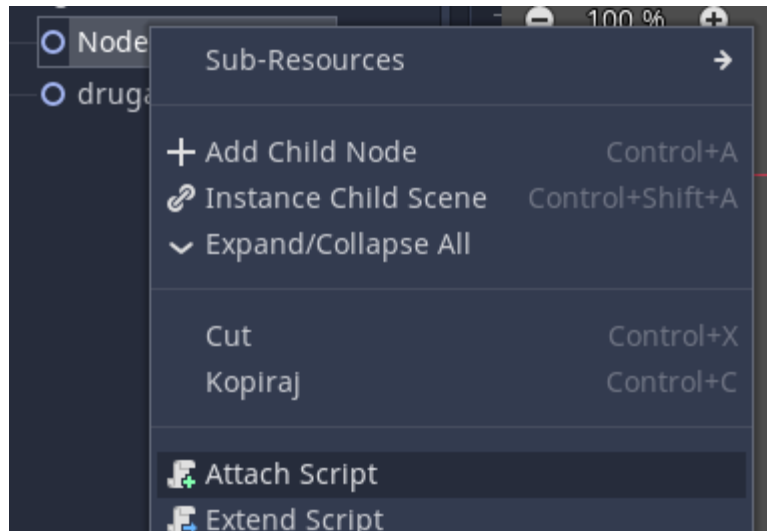 100 %
Node
druga
Sub-Resources
Add Child Node Control+A
Instance Child Scene Control+Shift+A
Expand/Collapse All
Cut Control+X
Kopiraj Control+C
Attach Script
Extend Script